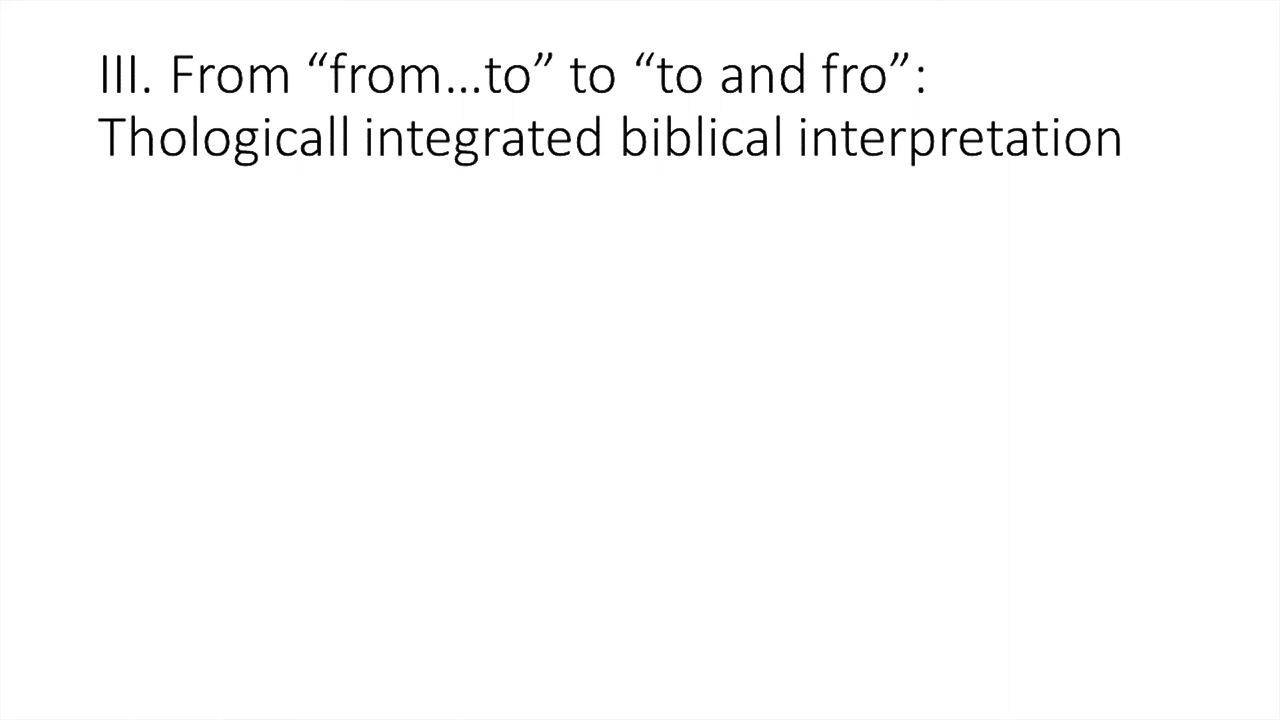 III. From “from…to” to “to and fro”:
Thologicall integrated biblical interpretation